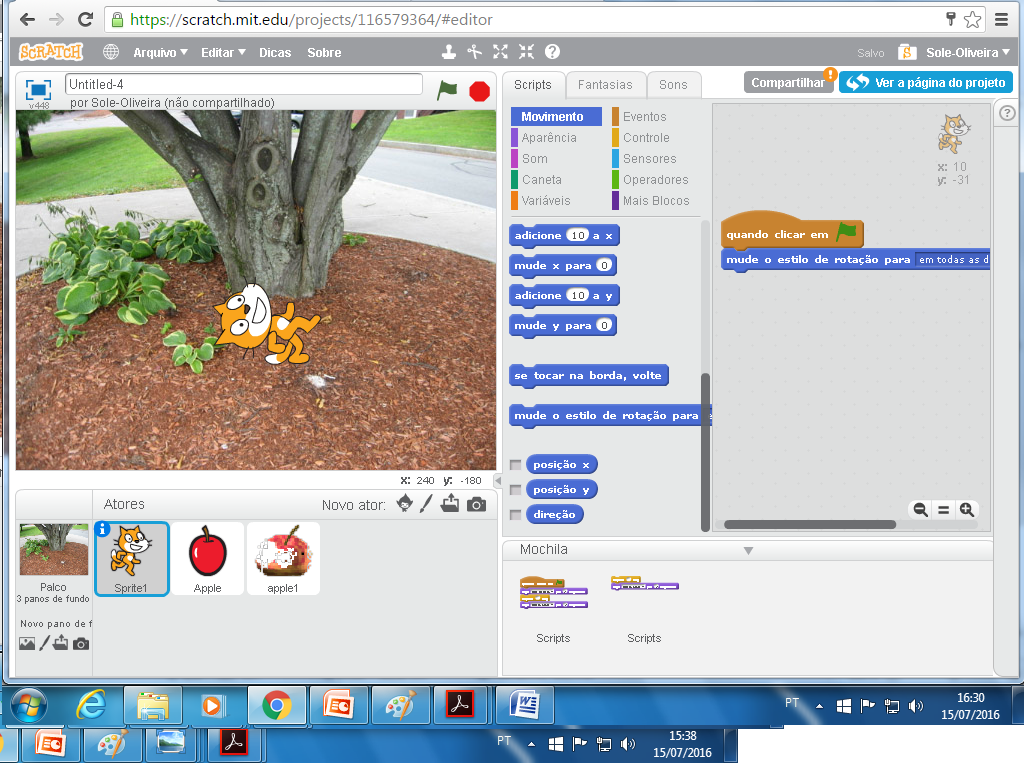 https://scratch.mit.edu/projects/116579364/#editor
SCRATCH
Arquivo
Editar
Dicas
Sobre
Salvo
Sole-Oliveira
v448
Untitled-4
por Sole-Oliveira (não compartilhado)
Scripts
Fantasias
Sons
Compartilhar
!
Ver a página do projeto
Movimento
Eventos
Aparência
Controle
Som
Sensores
Caneta
Operadores
Variáveis
Mais Blocos
x: 10
y: -31
adicione 10 a x
mude x para 0
adicione 10 a y
mude y para 0
se tocar na borda, volte
mude o estilo de rotação para
posição x
posição y
direção
quando clicar em
mude o estilo de rotação para em todas as d
X: 240 y: -180
Atores
Novo ator:
Palco
3 panos de fundo
Novo pano de f
Sprite1
Apple
apple1
Mochila
Scripts
Scripts
PT
16:30
15/07/2016
PT
15:38
15/07/2016